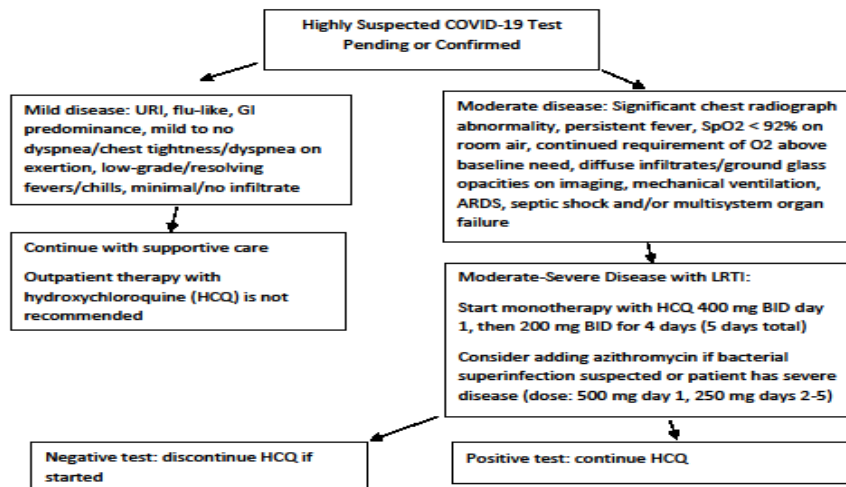 Highly Suspected COVID-19 Test
Pending or Confirmed
Mild disease: URI, flu-like, GI
predominance, mild to no
dyspnea/chest tightness/dyspnea on
exertion, low-grade/resolving
fevers/chills, minimal/no infiltrate
Moderate disease: Significant chest radiograph
abnormality, persistent fever, SpO2 < 92% on
room air, continued requirement of O2 above
baseline need, diffuse infiltrates/ground glass
opacities on imaging, mechanical ventilation,
ARDS, septic shock and/or multisystem organ
failure
Continue with supportive care
Outpatient therapy with
hydroxychloroquine (HCQ) is not
recommended
Moderate-Severe Disease with LRTI:
Start monotherapy with HCQ 400 mg BID day
1, then 200 mg BID for 4 days (5 days total)
Consider adding azithromycin if bacterial
superinfection suspected or patient has severe
disease (dose: 500 mg day 1, 250 mg days 2-5)
Negative test: discontinue HCQ if
started
Positive test: continue HCQ